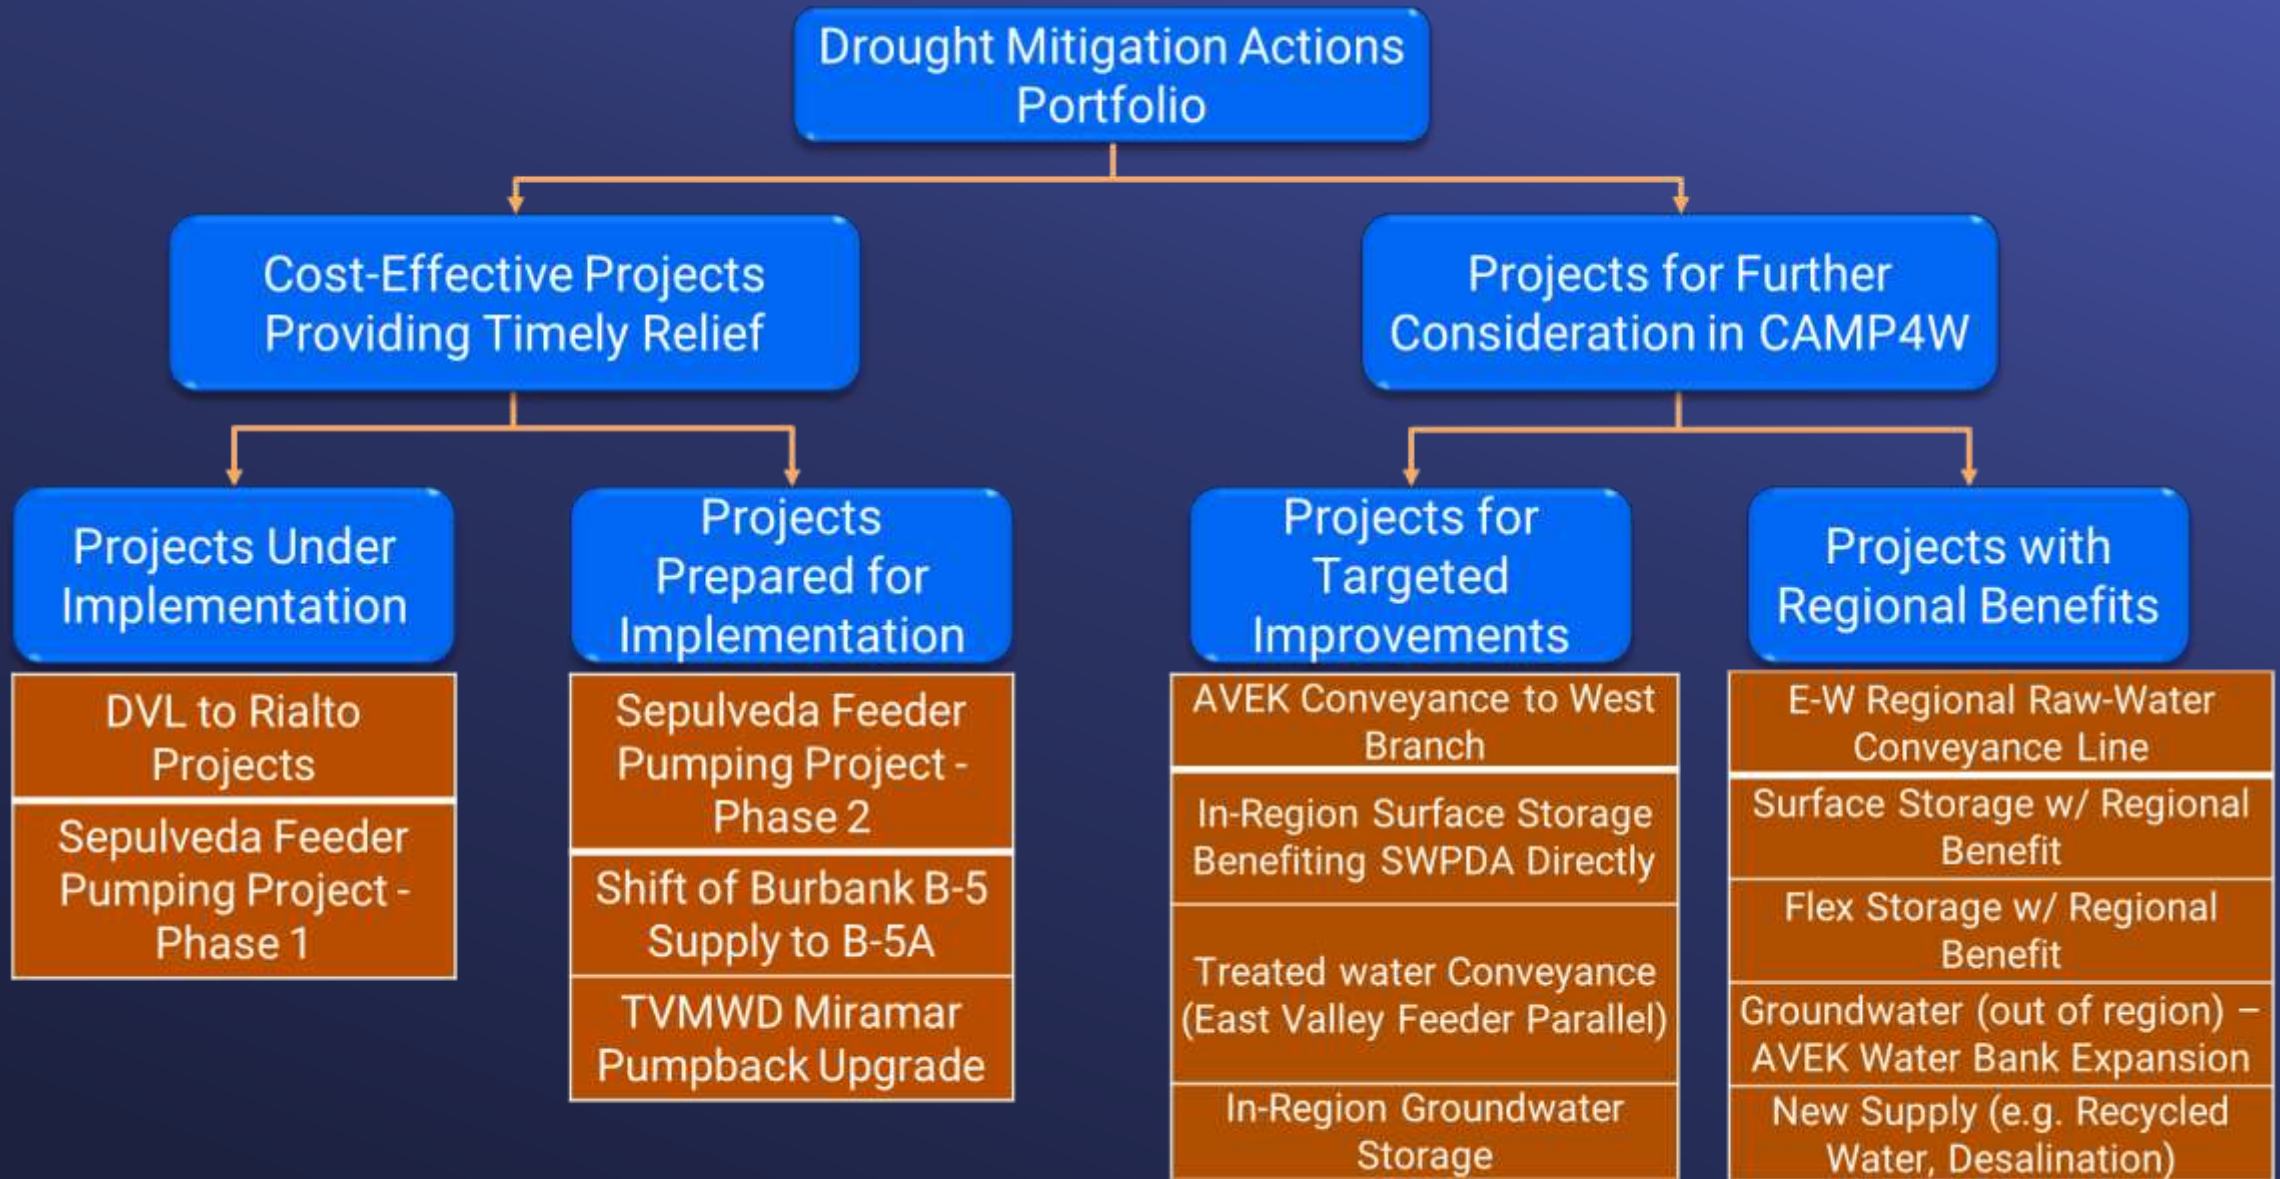 Drought Mitigation Actions
Portfolio
Cost-Effective Projects
Providing Timely Relief
Projects for Further
Consideration in CAMP4W
Projects Under
Implementation
DVL to Rialto
Projects
Sepulveda Feeder
Pumping Project -
Phase 1
Projects
Prepared for
Implementation
Sepulveda Feeder
Pumping Project -
Phase 2
Shift of Burbank B-5
Supply to B-5A
TVMWD Miramar
Pumpback Upgrade
Projects for
Targeted
Improvements
AVEK Conveyance to West
Branch
In-Region Surface Storage
Benefiting SWPDA Directly
Treated water Conveyance
(East Valley Feeder Parallel)
In-Region Groundwater
Storage
Projects with
Regional Benefits
E-W Regional Raw-Water
Conveyance Line
Surface Storage w/ Regional
Benefit
Flex Storage w/ Regional
Benefit
Groundwater (out of region) –
AVEK Water Bank Expansion
New Supply (e.g. Recycled
Water, Desalination)